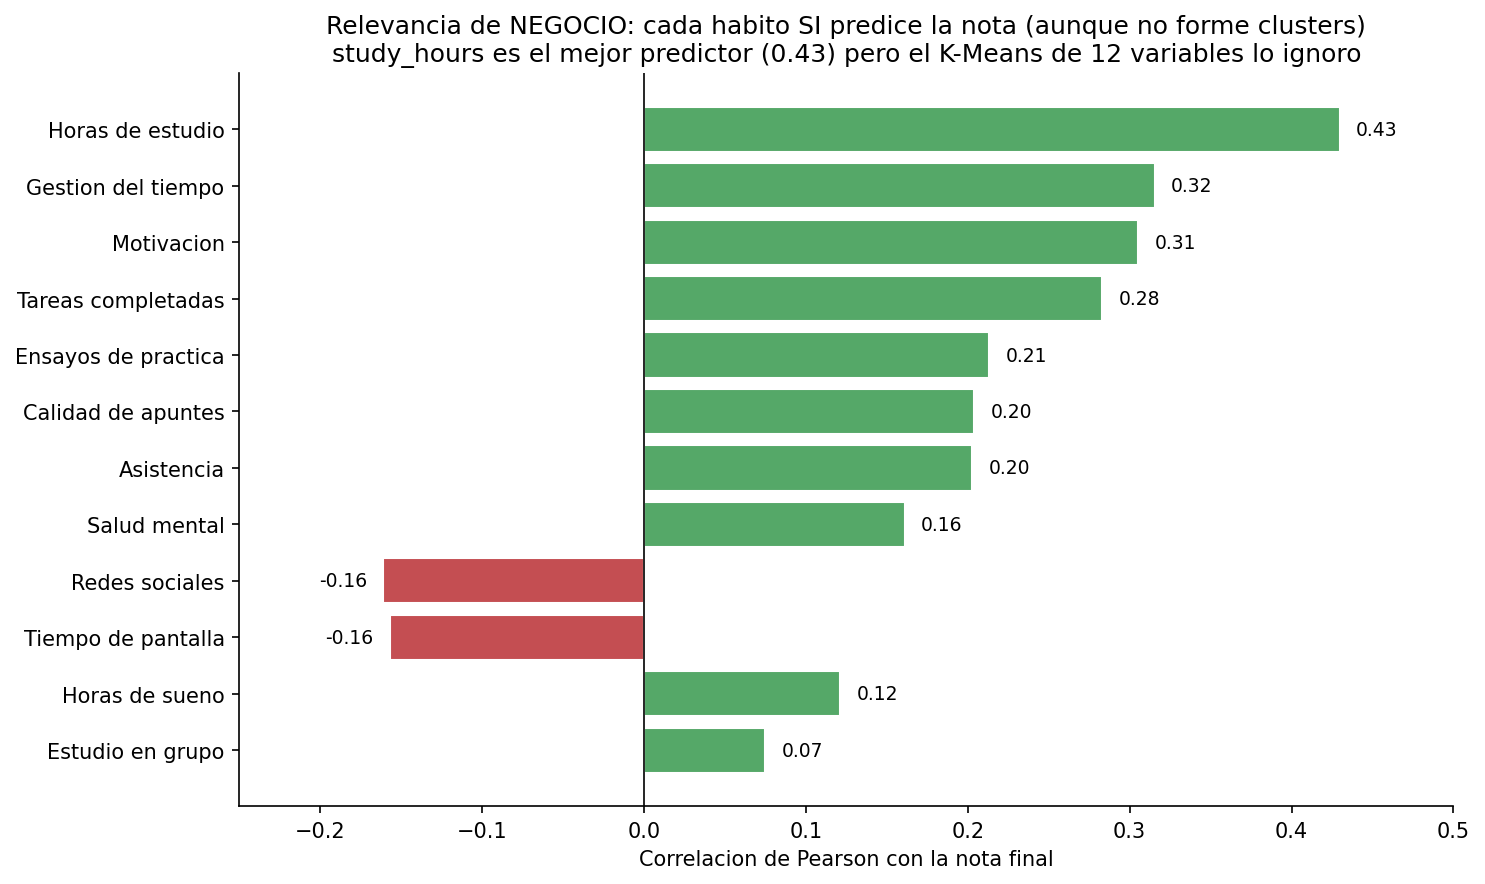 Relevancia de NEGOCIO: cada habito SI predice la nota (aunque no forme clusters)
study_hours es el mejor predictor (0.43) pero el K-Means de 12 variables lo ignoro
Horas de estudio 0.43
Gestion del tiempo 0.32
Motivacion 0.31
Tareas completadas 0.28
Ensayos de practica 0.21
Calidad de apuntes 0.20
Asistencia 0.20
Salud mental 0.16
Redes sociales -0.16
Tiempo de pantalla -0.16
Horas de sueno 0.12
Estudio en grupo 0.07
−0.2 −0.1 0.0 0.1 0.2 0.3 0.4 0.5
Correlacion de Pearson con la nota final